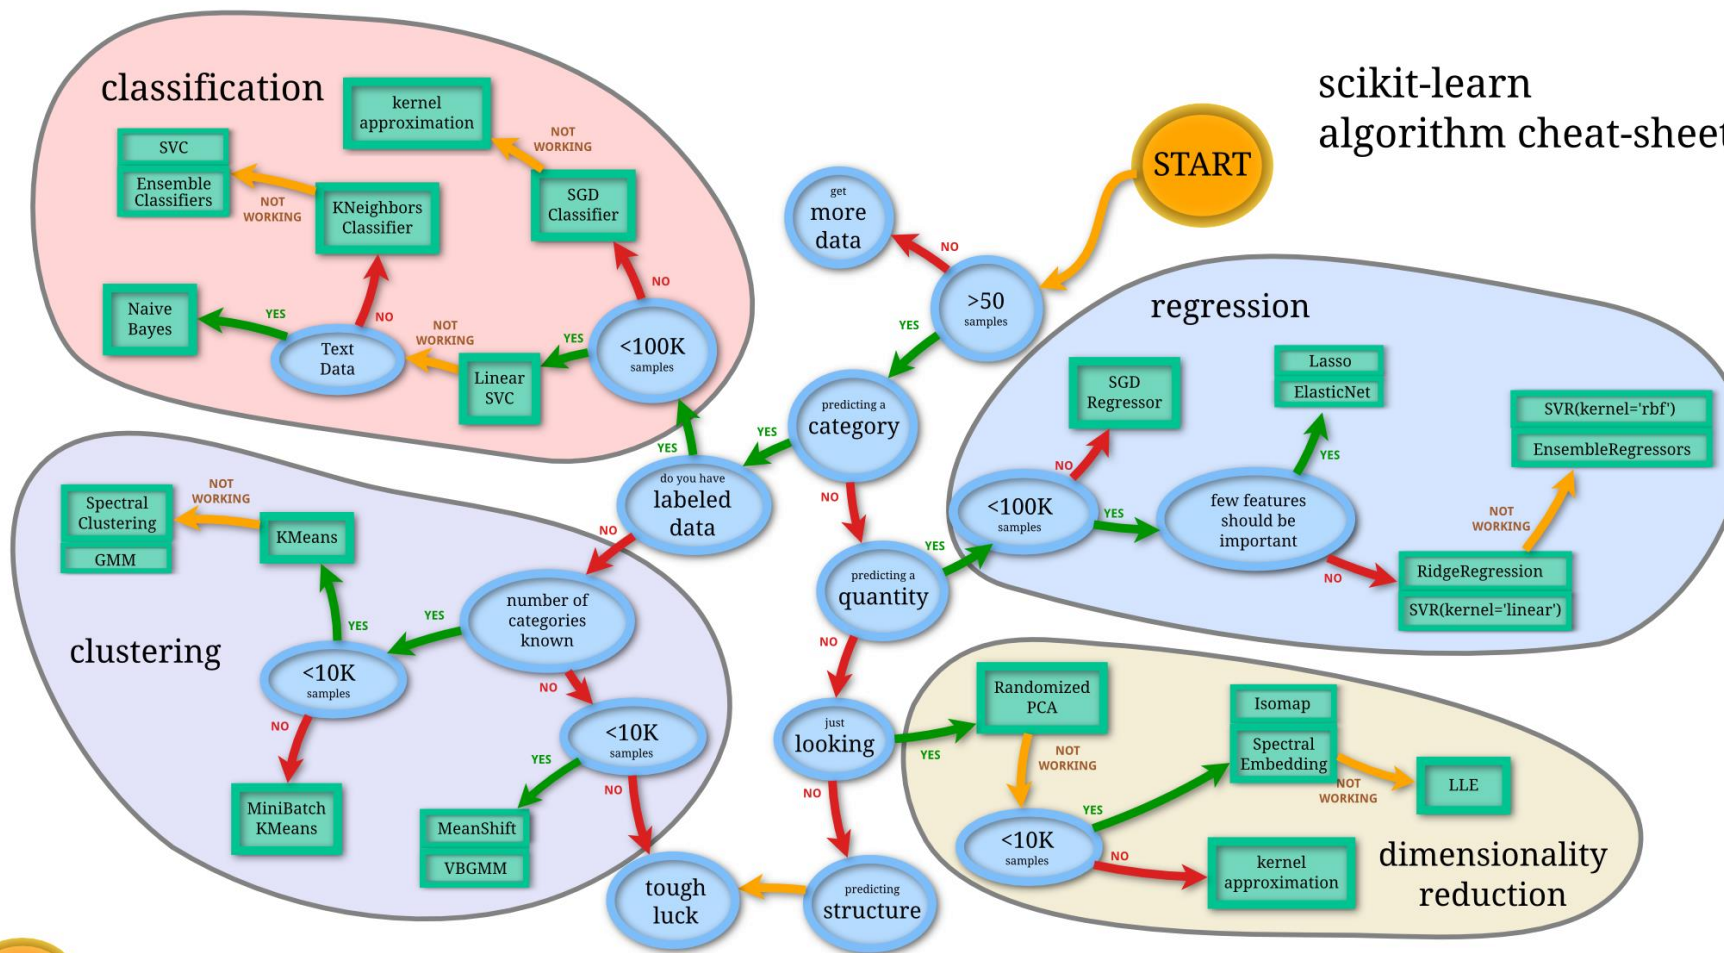 scikit-learn
algorithm cheat-sheet
START
>50
samples
NO
get
more
data
YES
predicting a
category
YES
do you have
labeled
data
YES
classification
<100K
samples
YES
Linear
SVC
NOT
WORKING
Text
Data
YES
Naive
Bayes
NO
KNeighbors
Classifier
NOT
WORKING
SVC
Ensemble
Classifiers
NO
SGD
Classifier
NOT
WORKING
kernel
approximation
NO
clustering
number of
categories
known
YES
<10K
samples
YES
KMeans
NOT
WORKING
Spectral
Clustering
GMM
NO
MiniBatch
KMeans
NO
<10K
samples
YES
MeanShift
VBGMM
NO
tough
luck
NO
predicting a
quantity
YES
regression
<100K
samples
NO
SGD
Regressor
YES
few features
should be
important
YES
Lasso
ElasticNet
NO
RidgeRegression
SVR(kernel='linear')
NOT
WORKING
SVR(kernel='rbf')
EnsembleRegressors
NO
just
looking
YES
dimensionality
reduction
Randomized
PCA
NOT
WORKING
<10K
samples
YES
Isomap
Spectral
Embedding
NOT
WORKING
LLE
NO
kernel
approximation
NO
predicting
structure